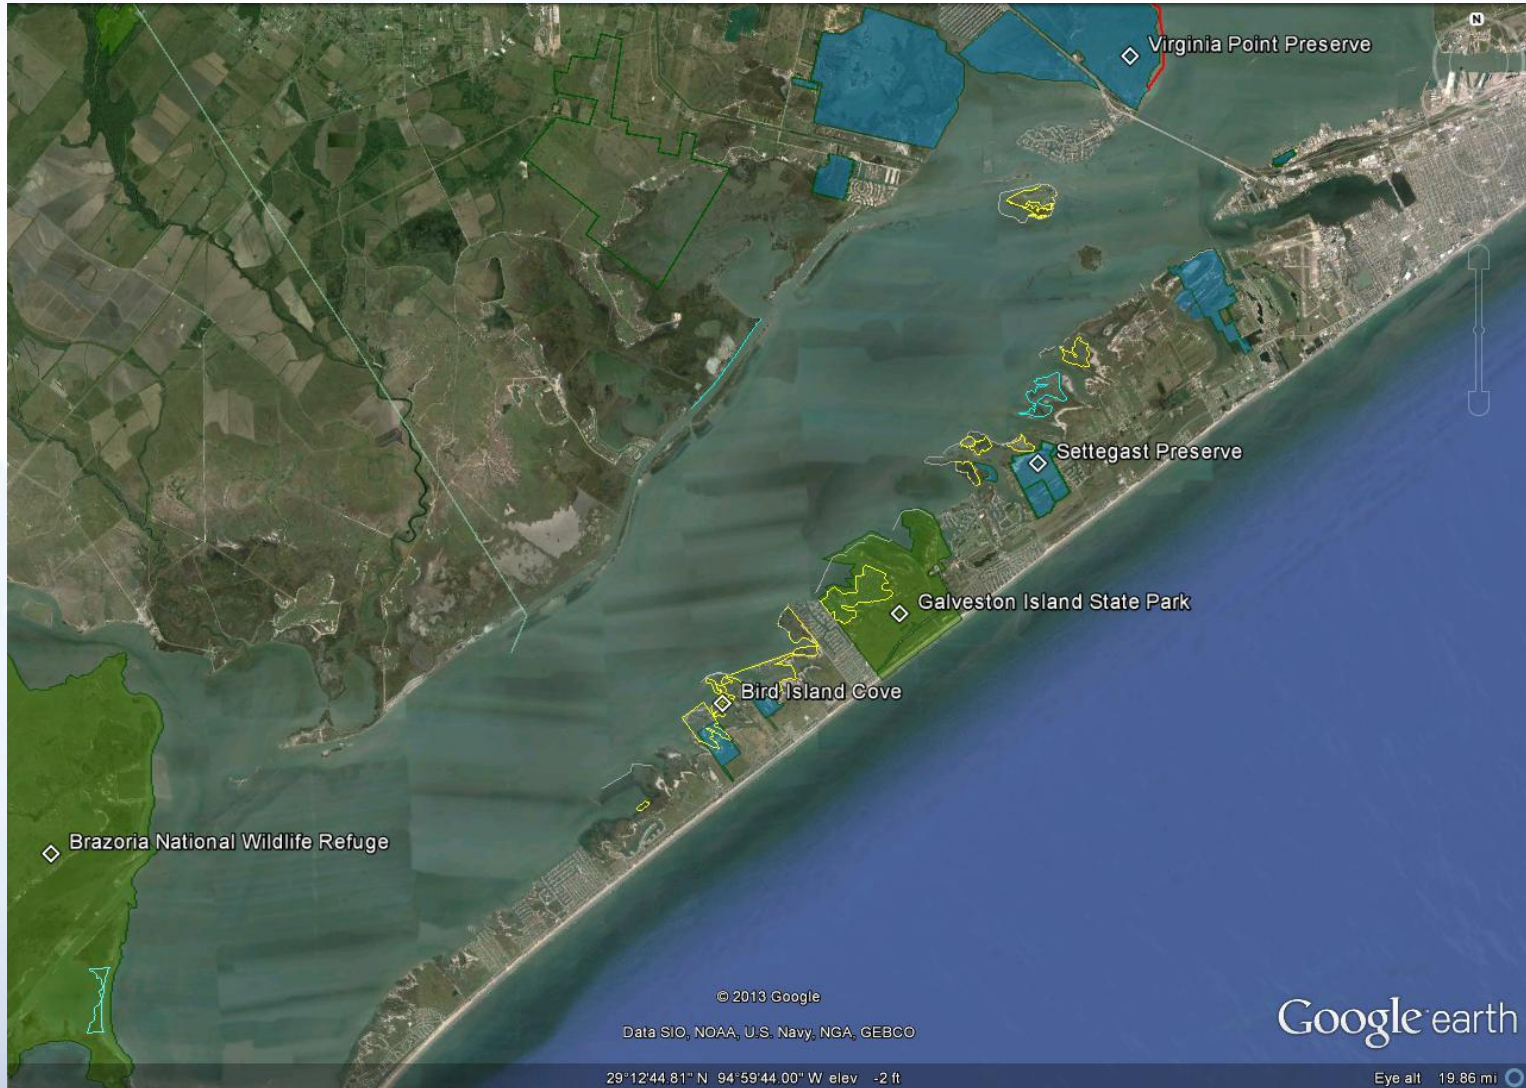 N
Virginia Point Preserve
Settegast Preserve
Galveston Island State Park
Bird Island Cove
Brazoria National Wildlife Refuge
© 2013 Google
Data SIO, NOAA, U.S. Navy, NGA, GEBCO
Google earth
29°12'44.81" N 94°59'44.00" W elev -2 ft
Eye alt 19.86 mi